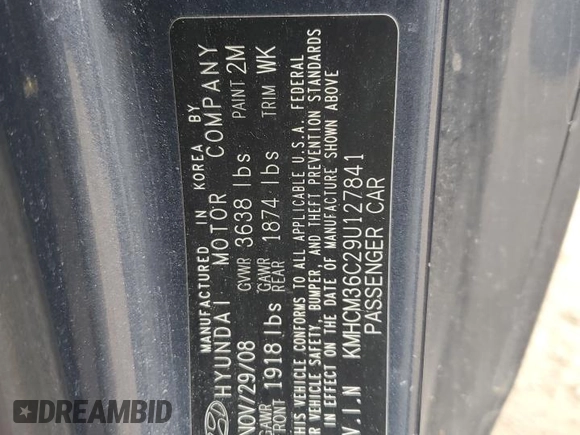 MANUFACTURED IN KOREA BY
HYUNDAI MOTOR COMPANY
NOV/29/08 GVWR 3638 lbs PAINT 2M
GAWR FRONT 1918 lbs GAWR REAR 1874 lbs TRIM WK
THIS VEHICLE CONFORMS TO ALL APPLICABLE U.S.A. FEDERAL
VEHICLE SAFETY, BUMPER, AND THEFT PREVENTION STANDARDS
IN EFFECT ON THE DATE OF MANUFACTURE SHOWN ABOVE
V.I.N KMHCM36C29U127841
PASSENGER CAR
AUTOHELPERBOT.COM